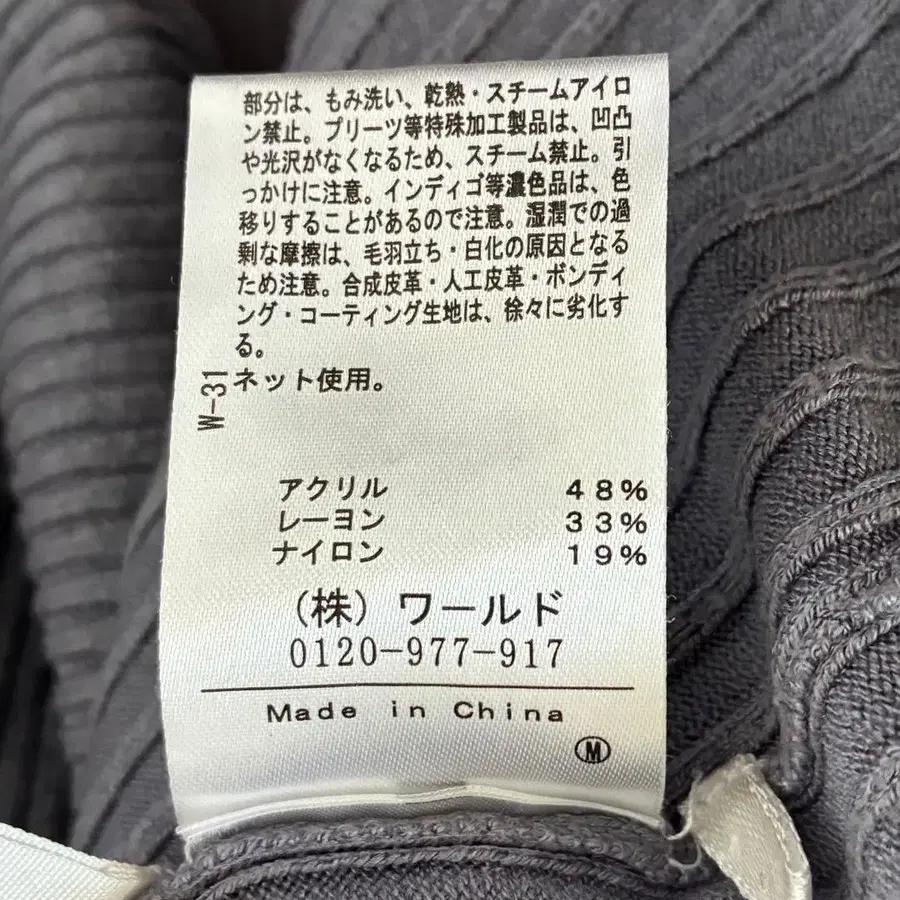 部分は、もみ洗い、乾熱・スチームアイロ
ン禁止。プリーツ等特殊加工製品は、凹凸
や光沢がなくなるため、スチーム禁止。引
っかけに注意。インディゴ等濃色品は、色
移りすることがあるので注意。湿潤での過
剰な摩擦は、毛羽立ち・白化の原因となる
ため注意。合成皮革・人工皮革・ボンディ
ング・コーティング生地は、徐々に劣化す
る。
ネット使用。
W-31
アクリル 48%
レーヨン 33%
ナイロン 19%
（株）ワールド
0120-977-917
Made in China
M